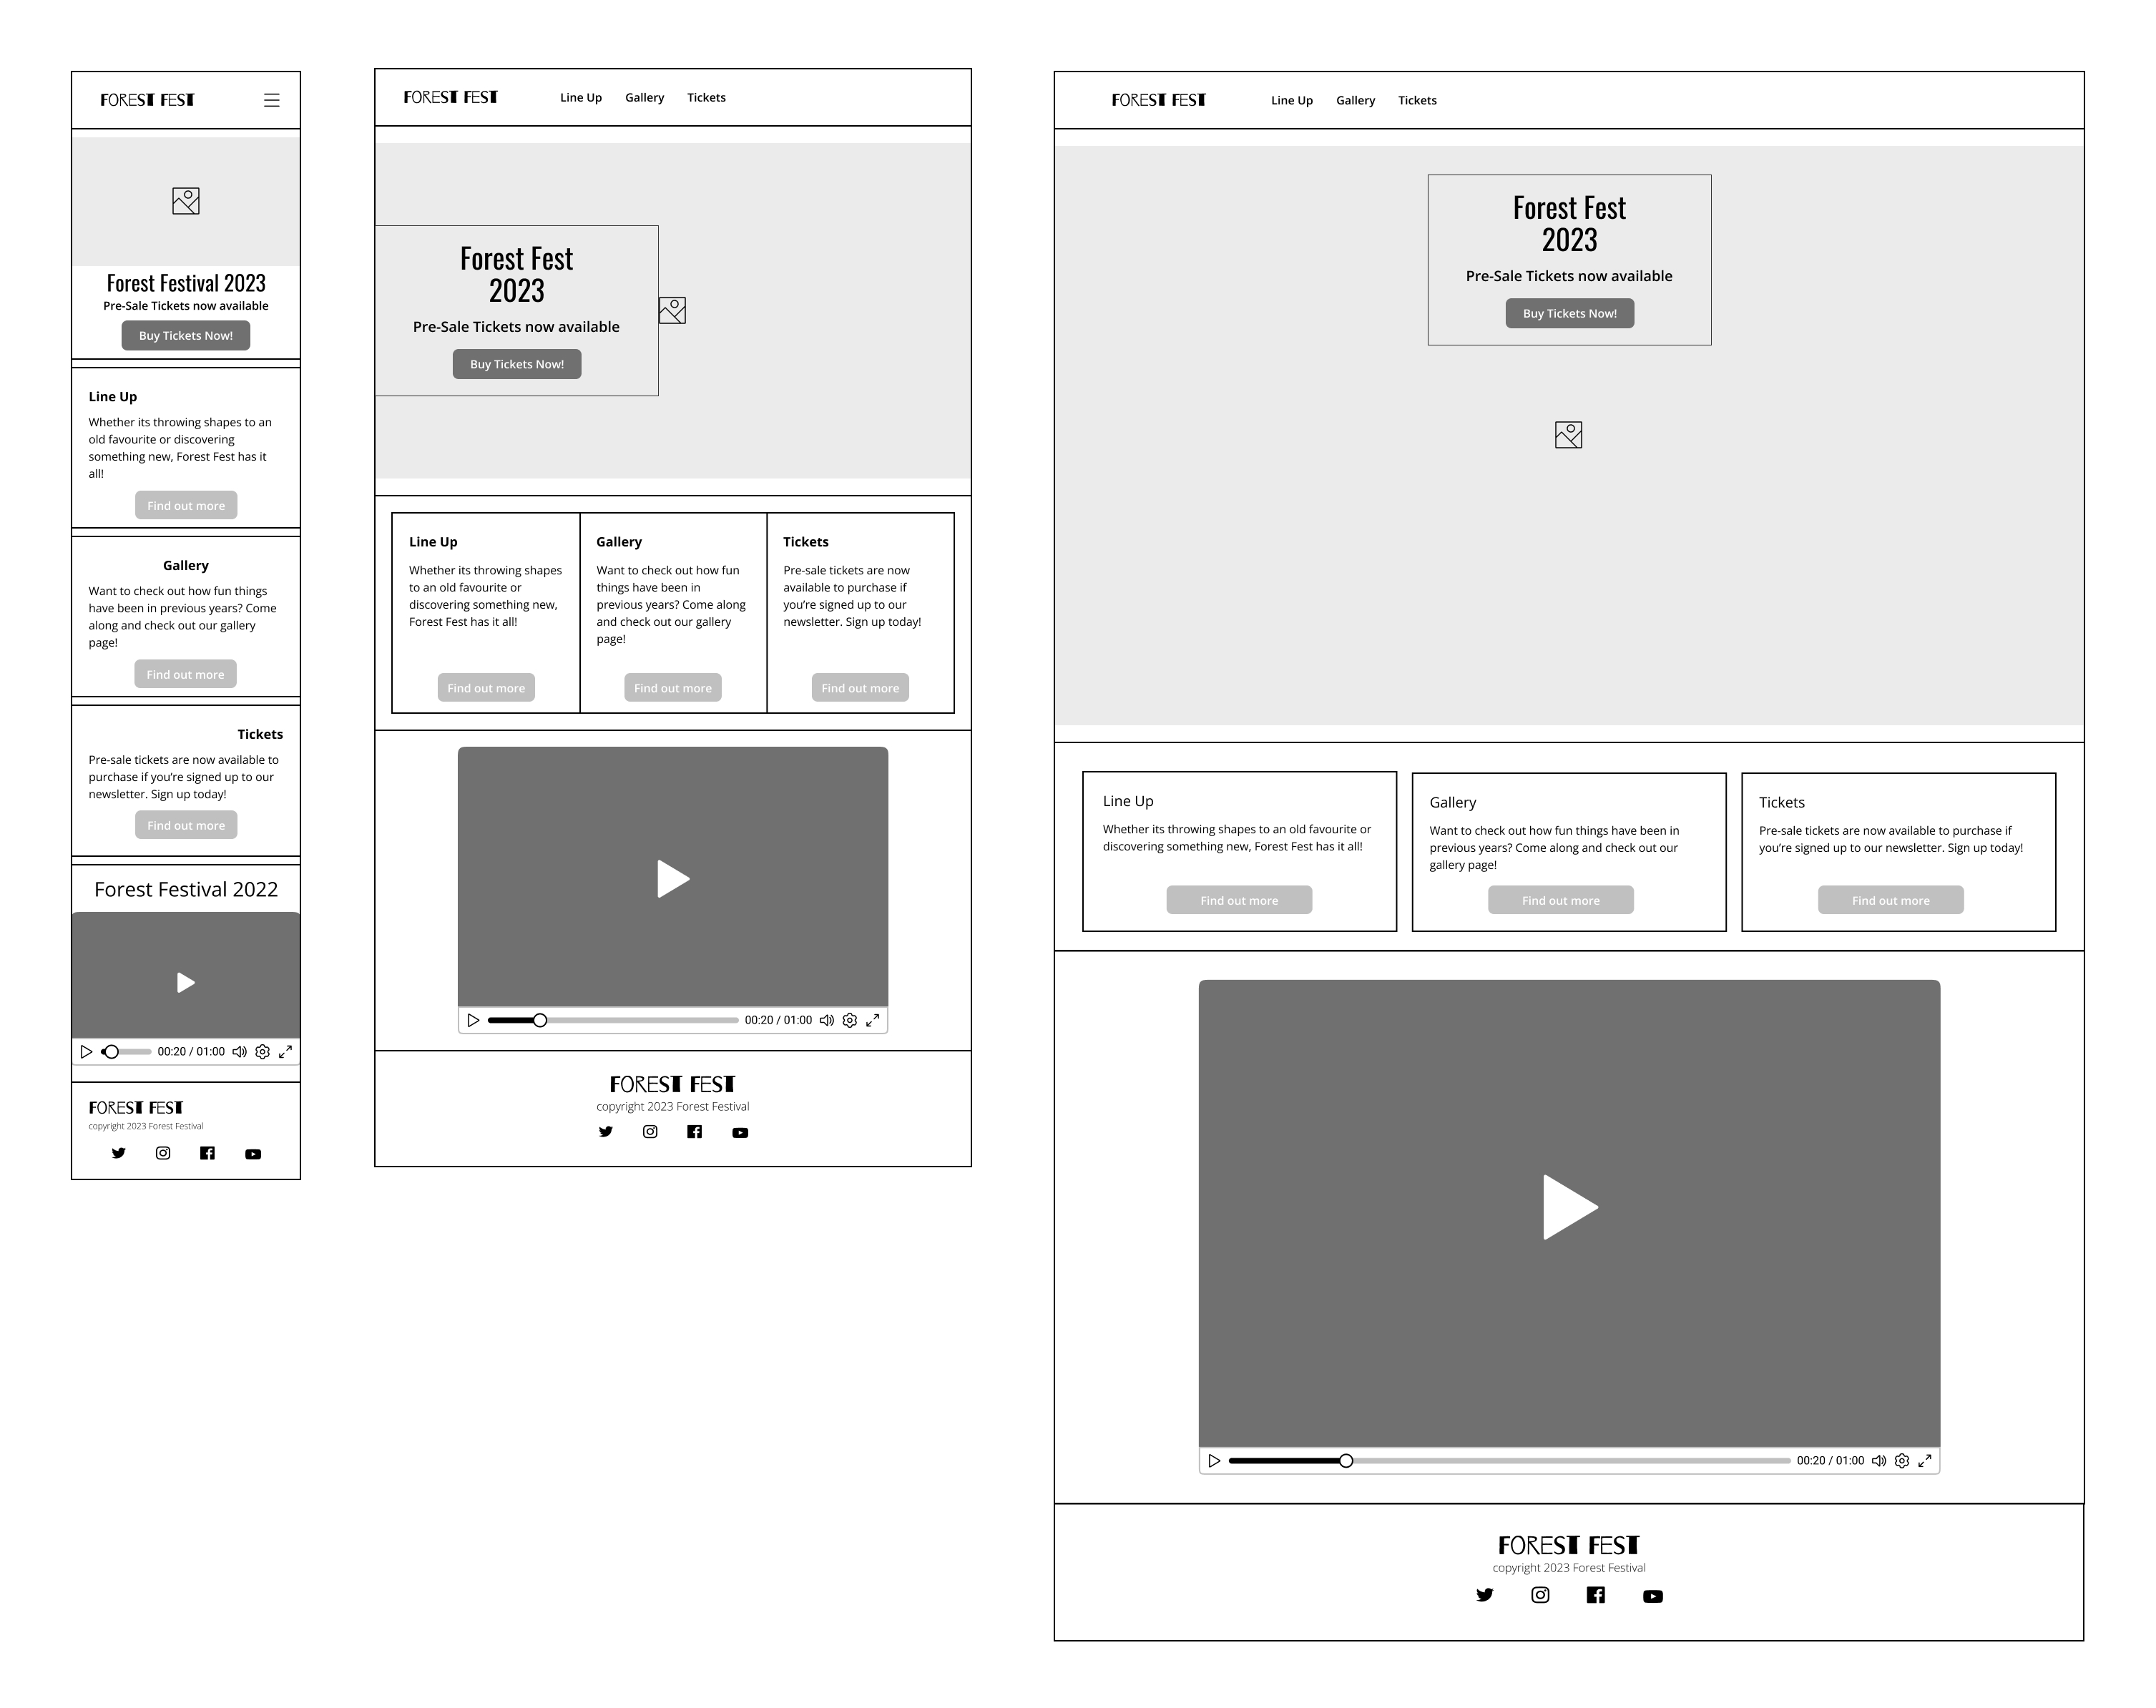 FOREST FEST
Forest Festival 2023
Pre-Sale Tickets now available
Buy Tickets Now!
Line Up
Whether its throwing shapes to an
old favourite or discovering
something new, Forest Fest has it
all!
Find out more
Gallery
Want to check out how fun things
have been in previous years? Come
along and check out our gallery
page!
Find out more
Tickets
Pre-sale tickets are now available to
purchase if you're signed up to our
newsletter. Sign up today!
Find out more
Forest Festival 2022
00:20 / 01:00
FOREST FEST
copyright 2023 Forest Festival
FOREST FEST Line Up Gallery Tickets
Forest Fest
2023
Pre-Sale Tickets now available
Buy Tickets Now!
Line Up
Whether its throwing shapes
to an old favourite or
discovering something new,
Forest Fest has it all!
Find out more
Gallery
Want to check out how fun
things have been in
previous years? Come along
and check out our gallery
page!
Find out more
Tickets
Pre-sale tickets are now
available to purchase if
you're signed up to our
newsletter. Sign up today!
Find out more
00:20 / 01:00
FOREST FEST
copyright 2023 Forest Festival
FOREST FEST Line Up Gallery Tickets
Forest Fest
2023
Pre-Sale Tickets now available
Buy Tickets Now!
Line Up
Whether its throwing shapes to an old favourite or
discovering something new, Forest Fest has it all!
Find out more
Gallery
Want to check out how fun things have been in
previous years? Come along and check out our
gallery page!
Find out more
Tickets
Pre-sale tickets are now available to purchase if
you're signed up to our newsletter. Sign up today!
Find out more
00:20 / 01:00
FOREST FEST
copyright 2023 Forest Festival